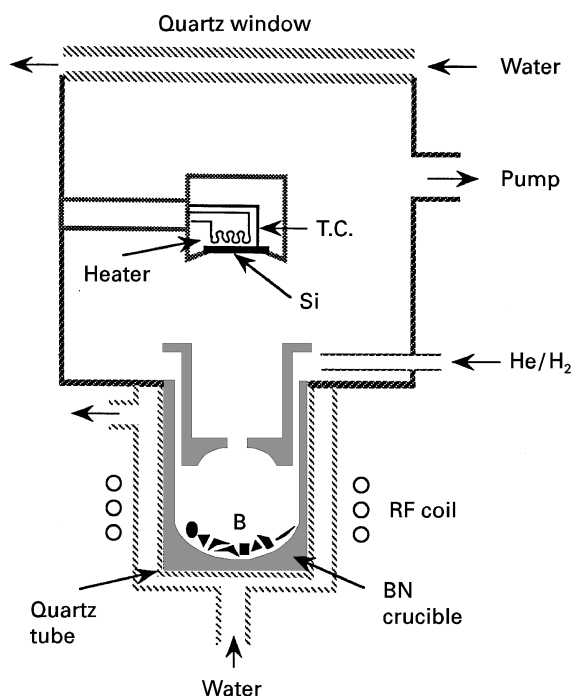 Quartz window
Water
Pump
T.C.
Heater
Si
He/H₂
B
RF coil
BN
crucible
Quartz
tube
Water